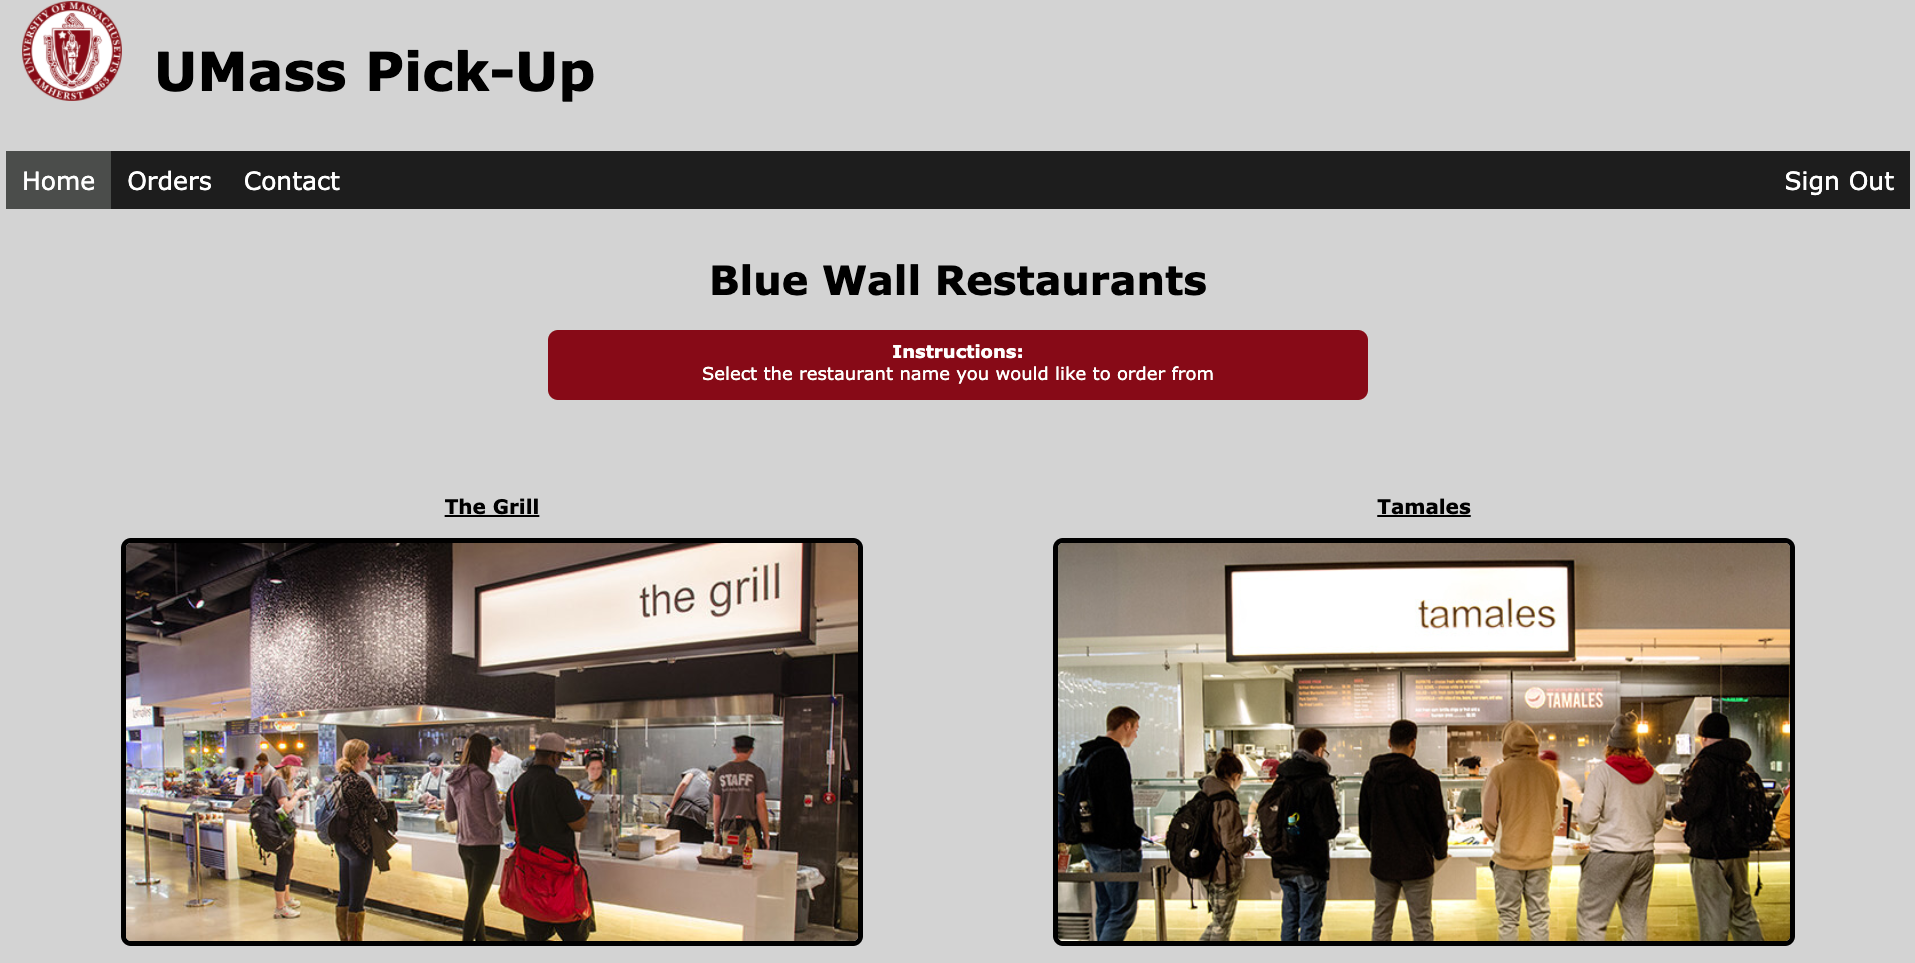 UNIVERSITY OF MASSACHUSETTS
AMHERST 1863
UMass Pick-Up
Home Orders Contact Sign Out
Blue Wall Restaurants
Instructions:
Select the restaurant name you would like to order from
The Grill
Tamales
the grill
tamales
STAFF
tamales
TAMALES